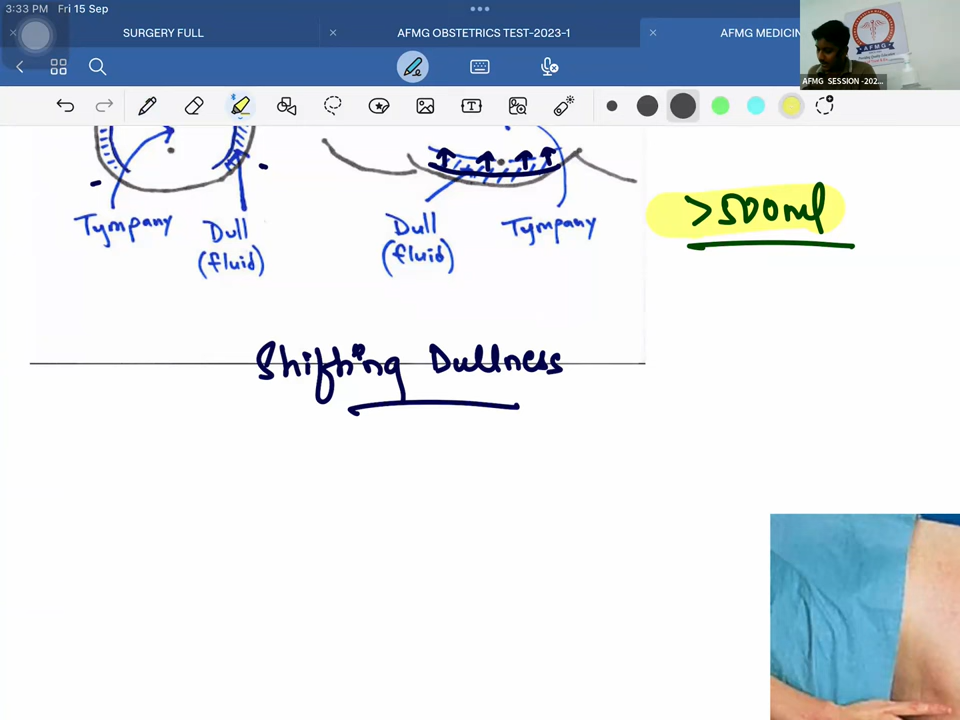 3:33 PM Fri 15 Sep
SURGERY FULL
AFMG OBSTETRICS TEST-2023-1
AFMG MEDICIN
AFMG
AFMG SESSION -202...
Tympany
Dull
(fluid)
Dull
(fluid)
Tympany
>500ml
Shifting Dullness